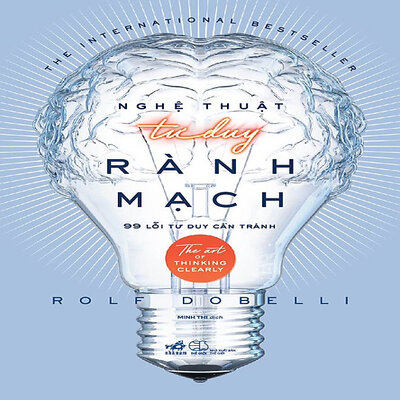 THE INTERNATIONAL BESTSELLER
NGHỆ THUẬT
tư duy
RÀNH
MẠCH
99 LỖI TƯ DUY CẦN TRÁNH
The art
OF
THINKING
CLEARLY
ROLF DOBELLI
MINH THI dịch